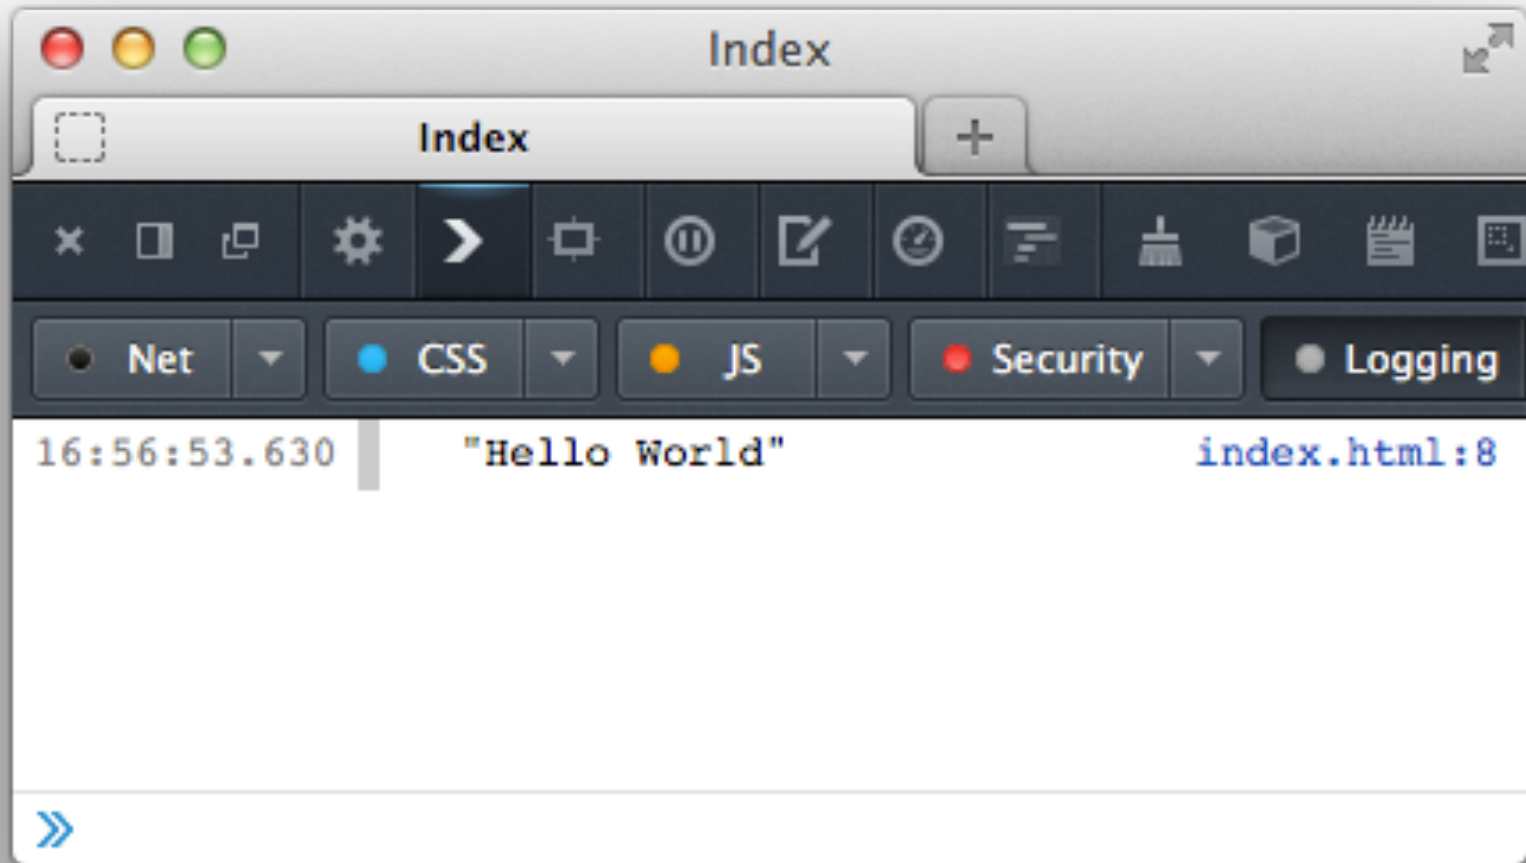 Index
Index
Net CSS JS Security Logging
16:56:53.630 "Hello World" index.html:8